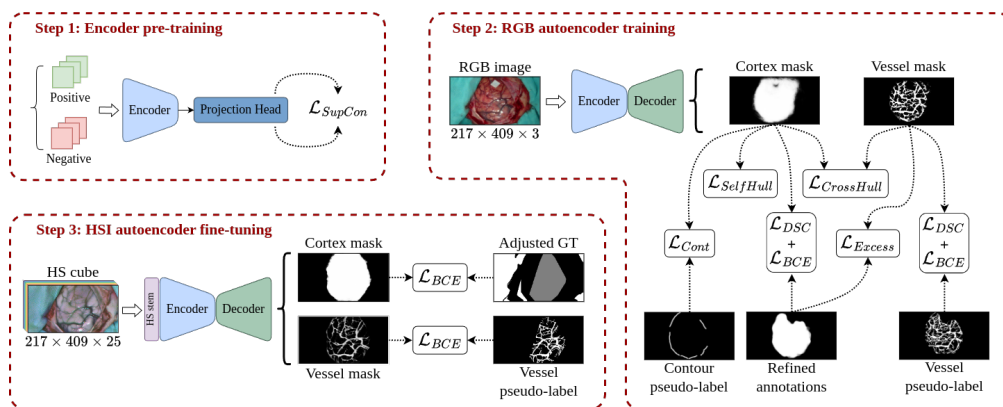 Step 1: Encoder pre-training
Positive
Negative
Encoder
Projection Head
ℒ_SupCon
Step 2: RGB autoencoder training
RGB image
217 × 409 × 3
Encoder
Decoder
Cortex mask
Vessel mask
ℒ_SelfHull
ℒ_CrossHull
ℒ_Cont
ℒ_DSC
+
ℒ_BCE
ℒ_Excess
ℒ_DSC
+
ℒ_BCE
Contour
pseudo-label
Refined
annotations
Vessel
pseudo-label
Step 3: HSI autoencoder fine-tuning
HS cube
217 × 409 × 25
HS stem
Encoder
Decoder
Cortex mask
ℒ_BCE
Adjusted GT
Vessel mask
ℒ_BCE
Vessel
pseudo-label